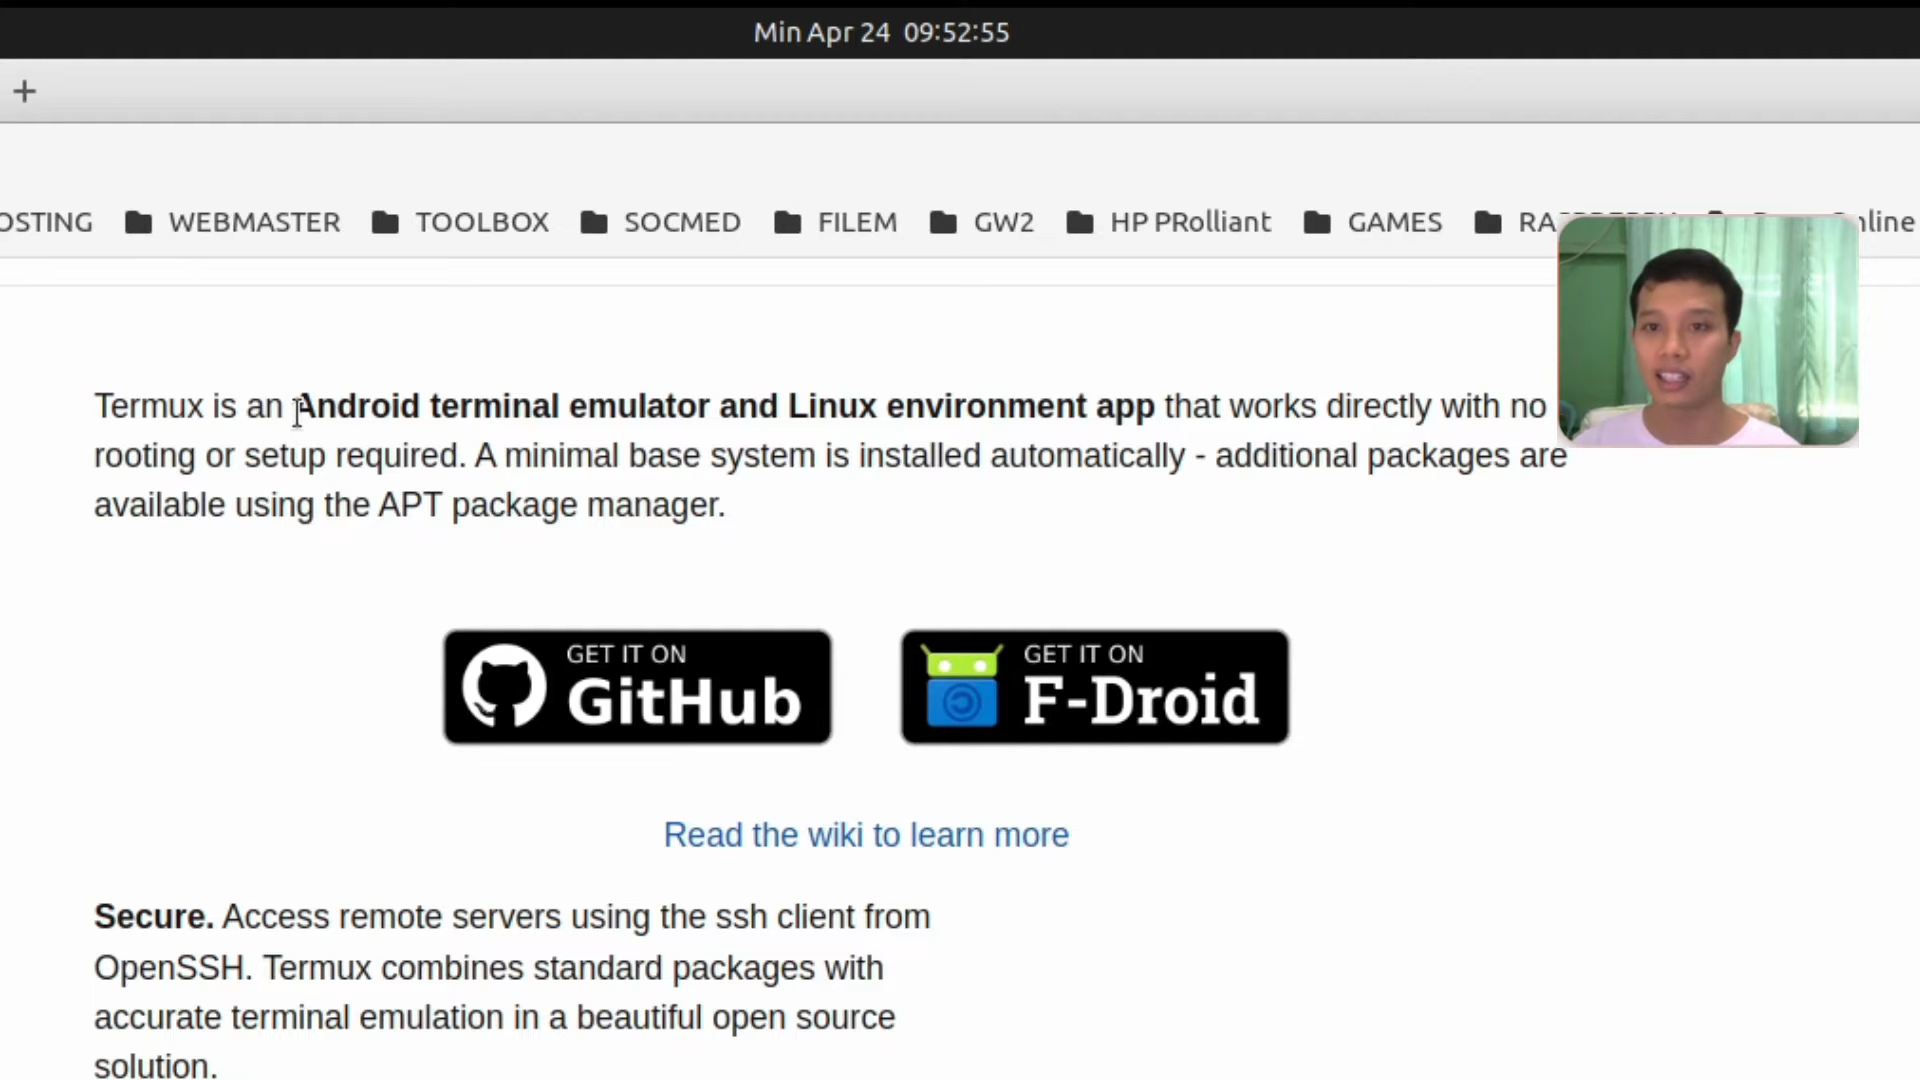 Min Apr 24 09:52:55
+
OSTING WEBMASTER TOOLBOX SOCMED FILEM GW2 HP PRolliant GAMES
Termux is an Android terminal emulator and Linux environment app that works directly with no
rooting or setup required. A minimal base system is installed automatically - additional packages are
available using the APT package manager.
GET IT ON
GitHub
GET IT ON
F-Droid
Read the wiki to learn more
Secure. Access remote servers using the ssh client from
OpenSSH. Termux combines standard packages with
accurate terminal emulation in a beautiful open source
solution.